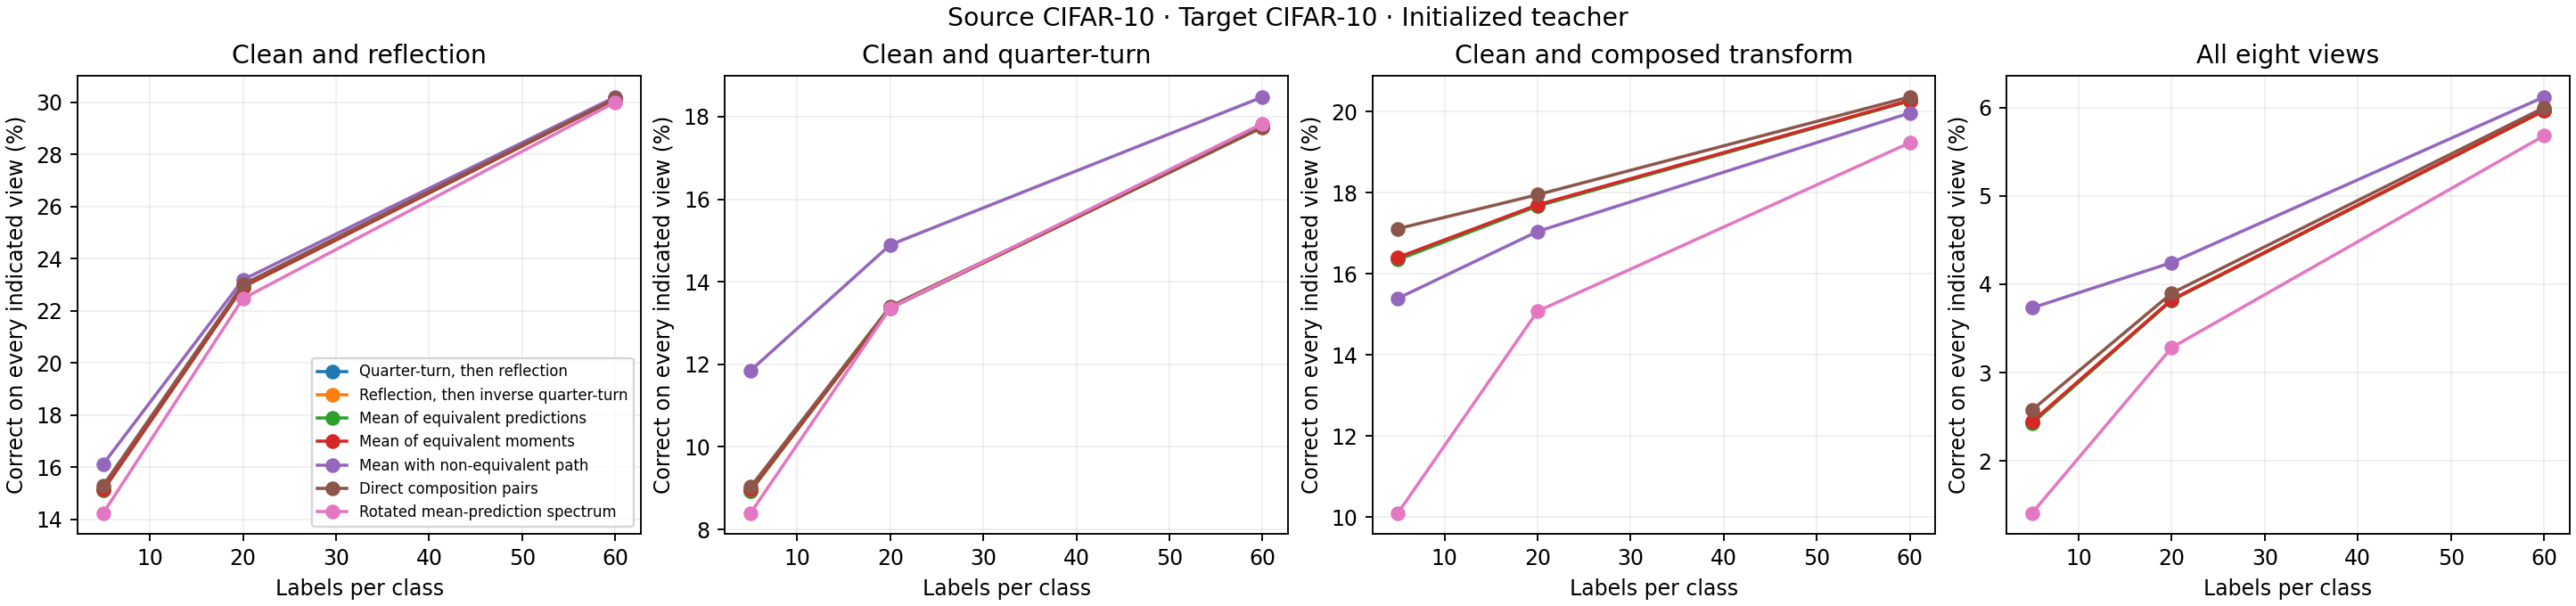 Source CIFAR-10 · Target CIFAR-10 · Initialized teacher
Clean and reflection
Correct on every indicated view (%)
30
28
26
24
22
20
18
16
14
Quarter-turn, then reflection
Reflection, then inverse quarter-turn
Mean of equivalent predictions
Mean of equivalent moments
Mean with non-equivalent path
Direct composition pairs
Rotated mean-prediction spectrum
10 20 30 40 50 60
Labels per class
Clean and quarter-turn
Correct on every indicated view (%)
18
16
14
12
10
8
10 20 30 40 50 60
Labels per class
Clean and composed transform
Correct on every indicated view (%)
20
18
16
14
12
10
10 20 30 40 50 60
Labels per class
All eight views
Correct on every indicated view (%)
6
5
4
3
2
10 20 30 40 50 60
Labels per class